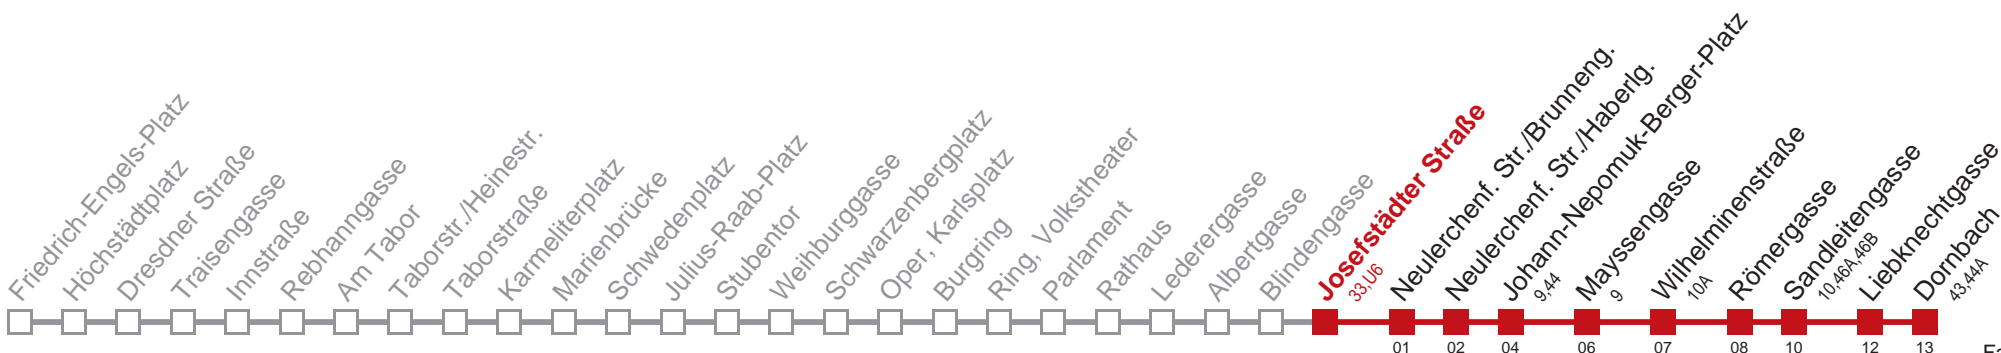 Friedrich-Engels-Platz
Höchstädtplatz
Dresdner Straße
Traisengasse
Innstraße
Rebhanngasse
Am Tabor
Taborstr./Heinestr.
Taborstraße
Karmeliterplatz
Marienbrücke
Schwedenplatz
Julius-Raab-Platz
Stubentor
Weihburggasse
Schwarzenbergplatz
Oper, Karlsplatz
Burgring
Ring, Volkstheater
Parlament
Rathaus
Lederergasse
Albertgasse
Blindengasse
Josefstädter Straße
33,U6
Neulerchenf. Str./Brunneng.
Neulerchenf. Str./Haberlg.
Johann-Nepomuk-Berger-Platz
9,44
Mayssengasse
9
Wilhelminenstraße
10A
Römergasse
Sandleitengasse
10,46A,46B
Liebknechtgasse
Dornbach
43,44A
01 02 04 06 07 08 10 12 13